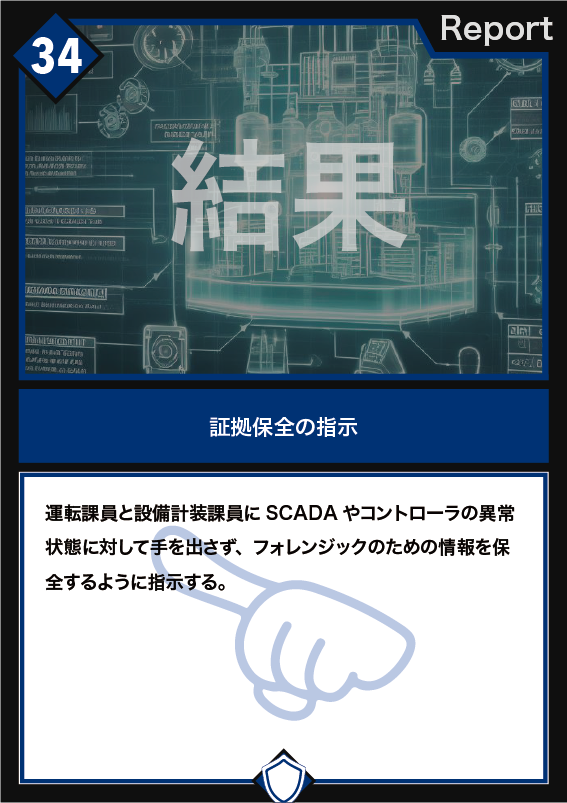 34
Report
結果
証拠保全の指示
運転課員と設備計装課員に SCADA やコントローラの異常
状態に対して手を出さず、フォレンジックのための情報を保
全するように指示する。